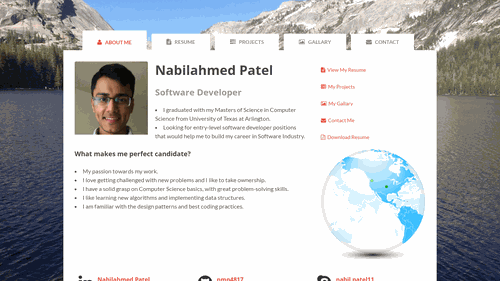 ABOUT ME
RESUME
PROJECTS
GALLARY
CONTACT
Nabilahmed Patel
Software Developer
• I graduated with my Masters of Science in Computer
Science from University of Texas at Arlington.
• Looking for entry-level software developer positions
that would help me to build my career in Software Industry.
View My Resume
My Projects
My Gallary
Contact Me
Download Resume
What makes me perfect candidate?
• My passion towards my work.
• I love getting challenged with new problems and I like to take ownership.
• I have a solid grasp on Computer Science basics, with great problem-solving skills.
• I like learning new algorithms and implementing data structures.
• I am familiar with the design patterns and best coding practices.
Nabilahmed Patel
nmp4837
nabil.patel11